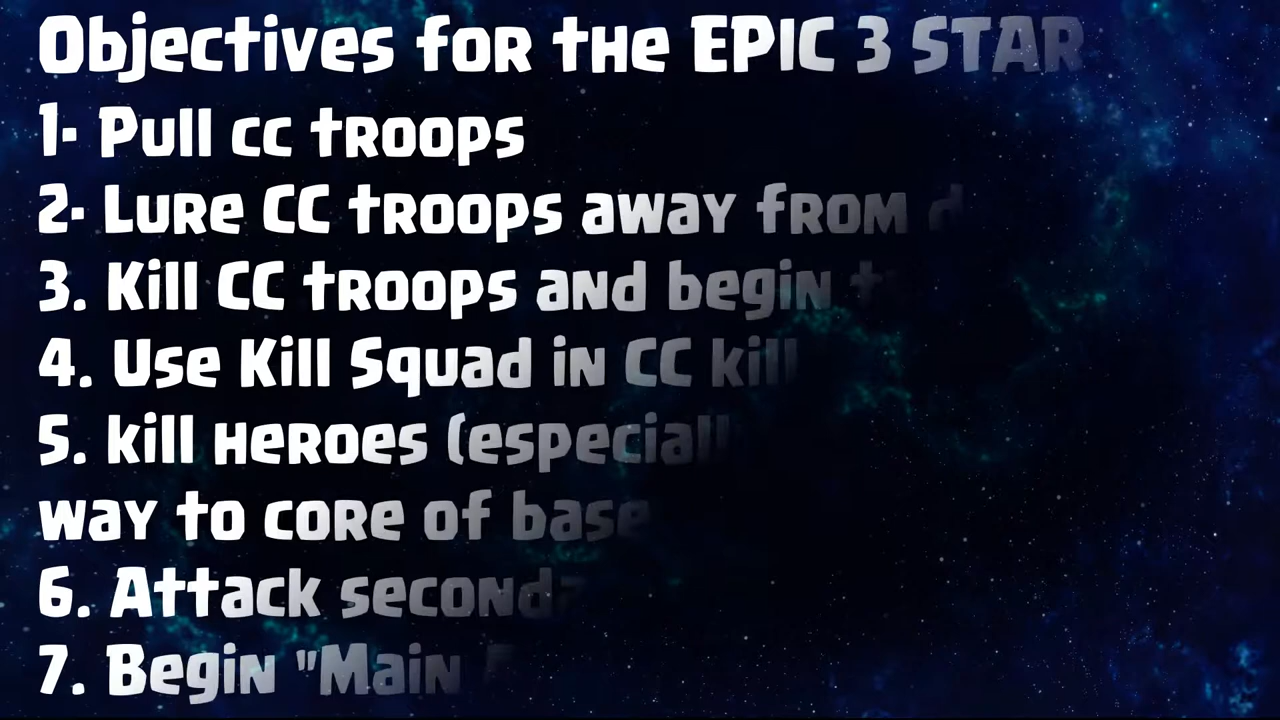 Objectives for the EPIC 3 STAR
1- Pull cc troops
2- Lure CC troops away from
3. Kill CC troops and begin
4. Use Kill Squad in CC kill
5. kill heroes (especially
way to core of base
6. Attack
7. Begin "Main